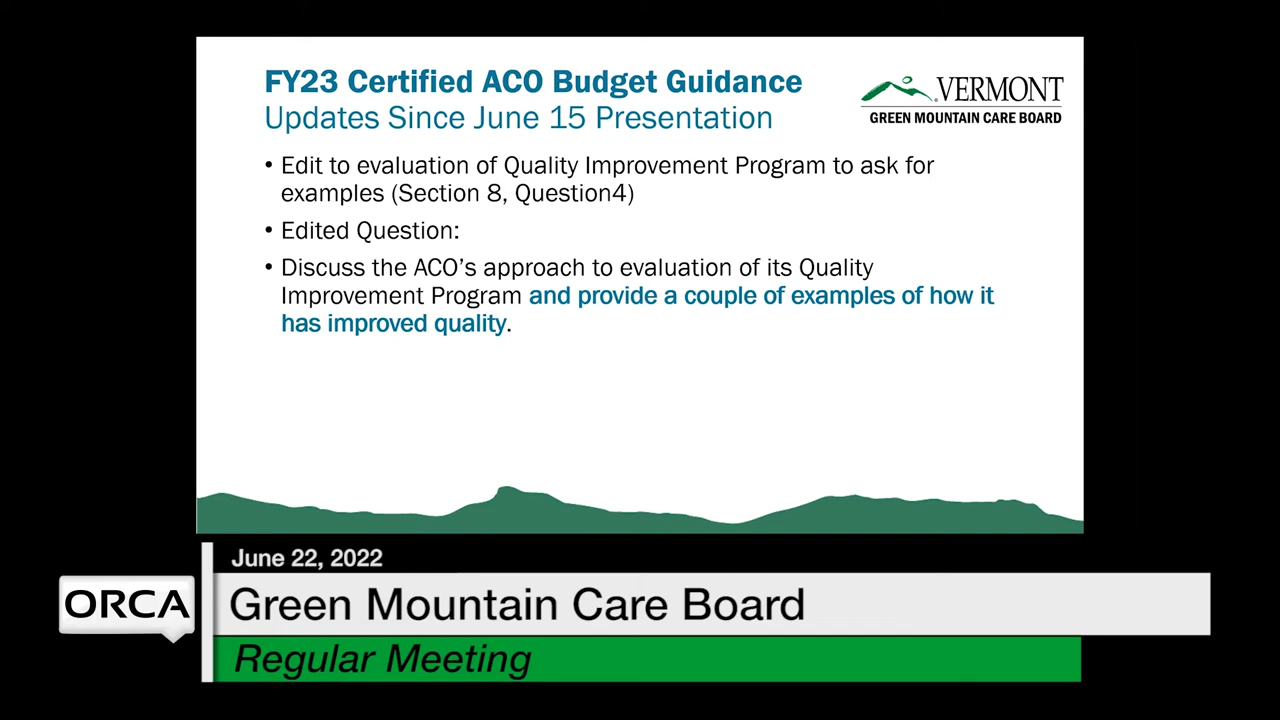 FY23 Certified ACO Budget Guidance
Updates Since June 15 Presentation
VERMONT
GREEN MOUNTAIN CARE BOARD
• Edit to evaluation of Quality Improvement Program to ask for
examples (Section 8, Question4)
• Edited Question:
• Discuss the ACO's approach to evaluation of its Quality
Improvement Program and provide a couple of examples of how it
has improved quality.
June 22, 2022
ORCA
Green Mountain Care Board
Regular Meeting